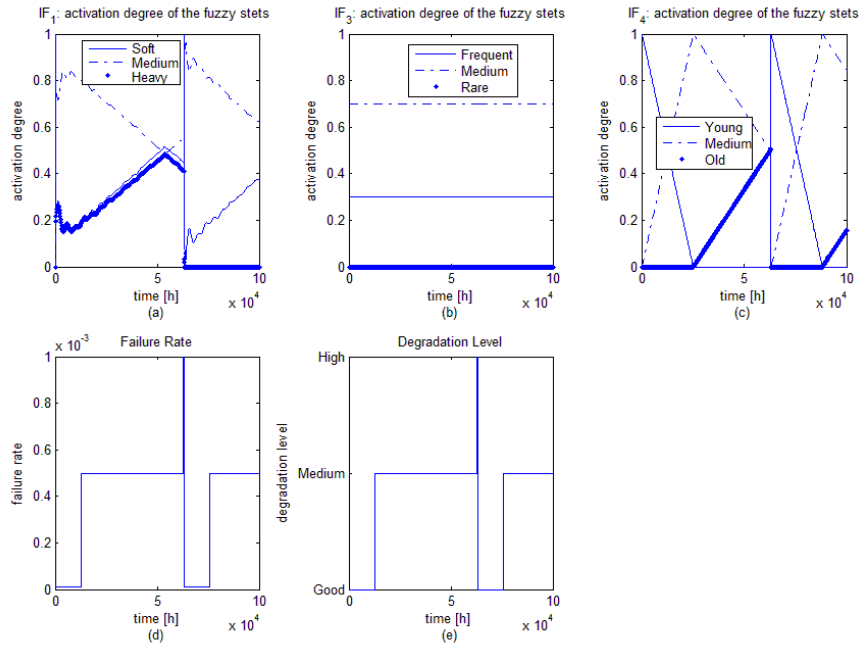 IF1: activation degree of the fuzzy stets
1
0.8
0.6
0.4
0.2
0
activation degree
Soft
Medium
Heavy
0
5
10
time [h]
x 10^4
(a)
IF3: activation degree of the fuzzy stets
1
0.8
0.6
0.4
0.2
0
activation degree
Frequent
Medium
Rare
0
5
10
time [h]
x 10^4
(b)
IF4: activation degree of the fuzzy stets
1
0.8
0.6
0.4
0.2
0
activation degree
Young
Medium
Old
0
5
10
time [h]
x 10^4
(c)
x 10^-3
Failure Rate
1
0.8
0.6
0.4
0.2
0
failure rate
0
5
10
time [h]
x 10^4
(d)
Degradation Level
High
Medium
Good
degradation level
0
5
10
time [h]
x 10^4
(e)